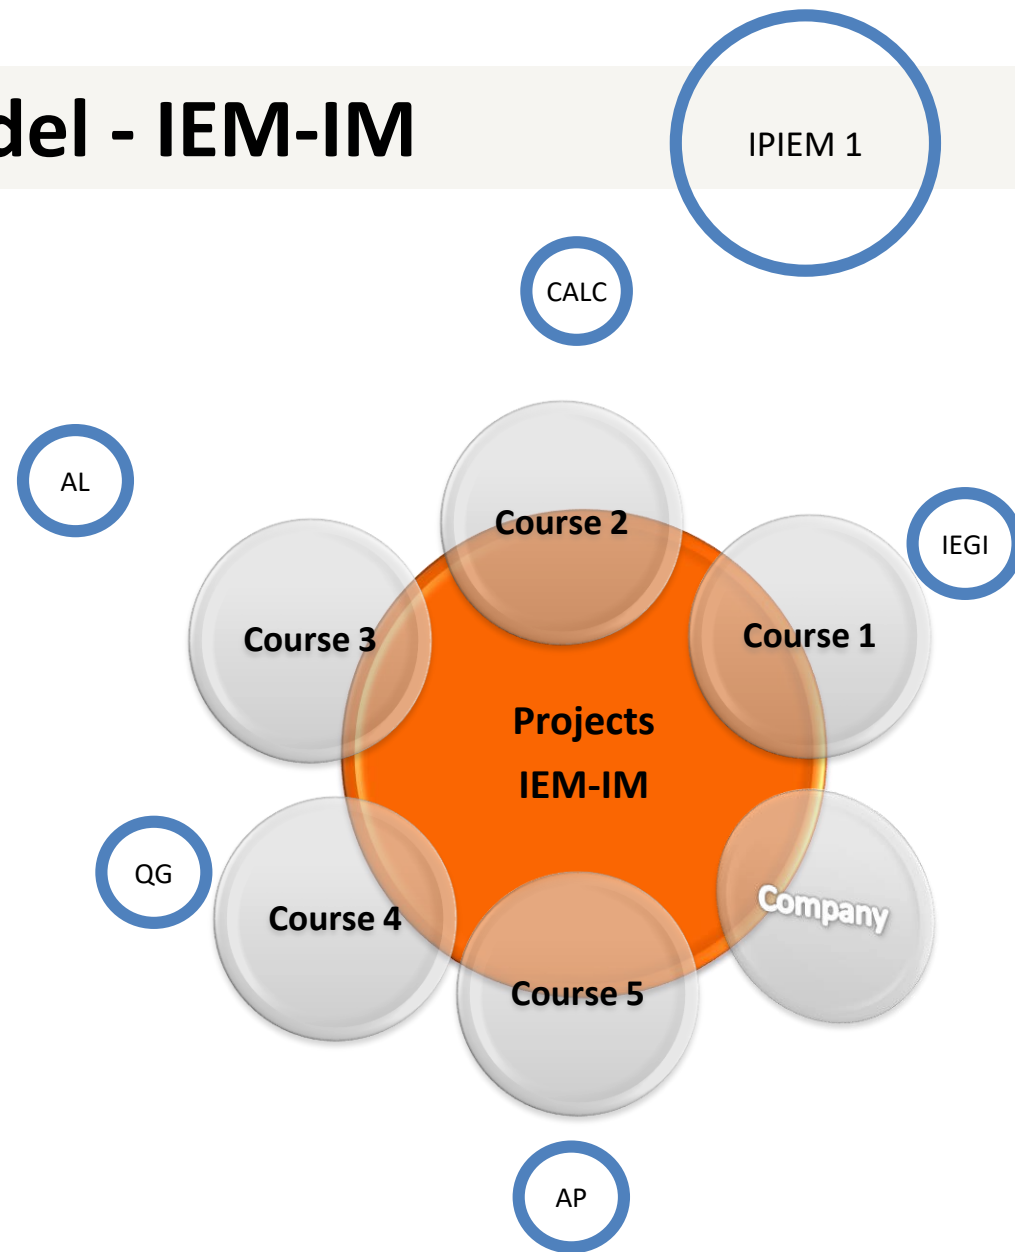 del - IEM-IM
IPIEM 1
CALC
AL
Course 2
IEGI
Course 3
Course 1
Projects
IEM-IM
QG
Course 4
Company
Course 5
AP